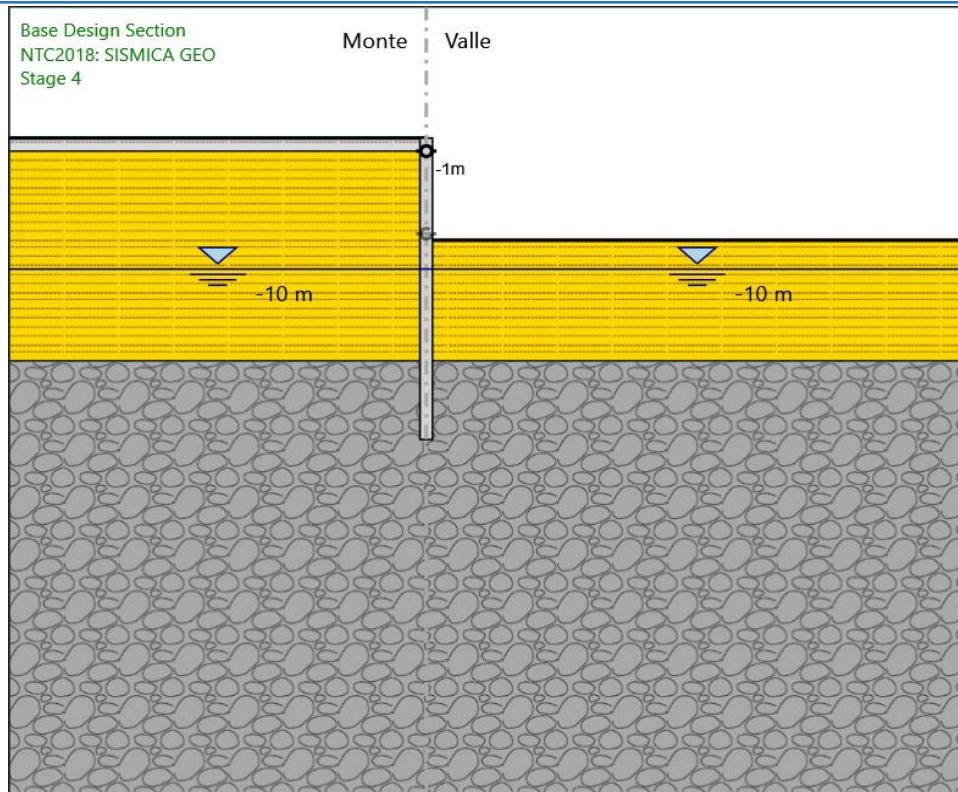 Base Design Section
NTC2018: SISMICA GEO
Stage 4
Monte Valle
-1m
-10 m
-10 m